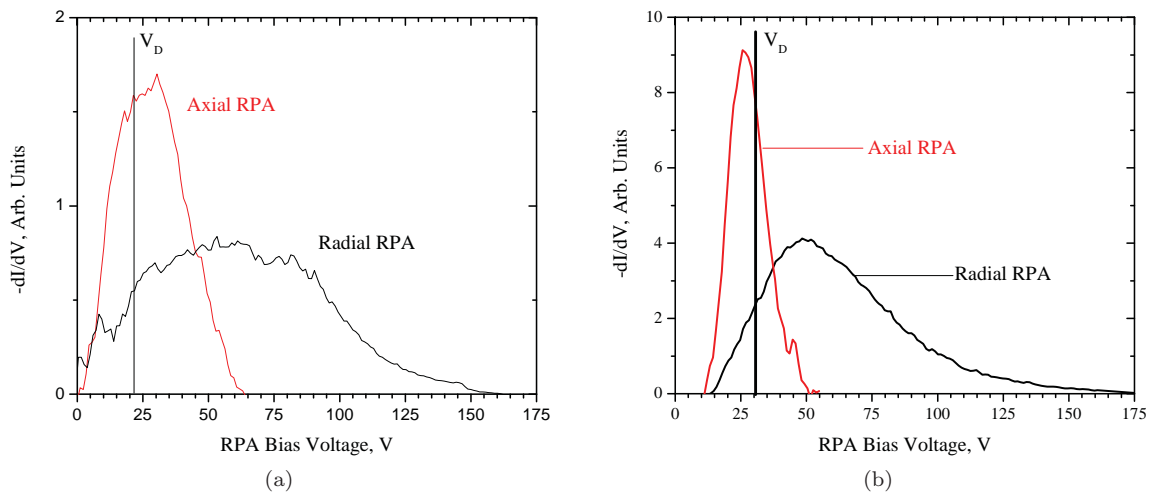 2
1
0
0 25 50 75 100 125 150 175
-dI/dV, Arb. Units
RPA Bias Voltage, V
V_D
Axial RPA
Radial RPA
(a)
10
8
6
4
2
0
0 25 50 75 100 125 150 175
-dI/dV, Arb. Units
RPA Bias Voltage, V
V_D
Axial RPA
Radial RPA
(b)